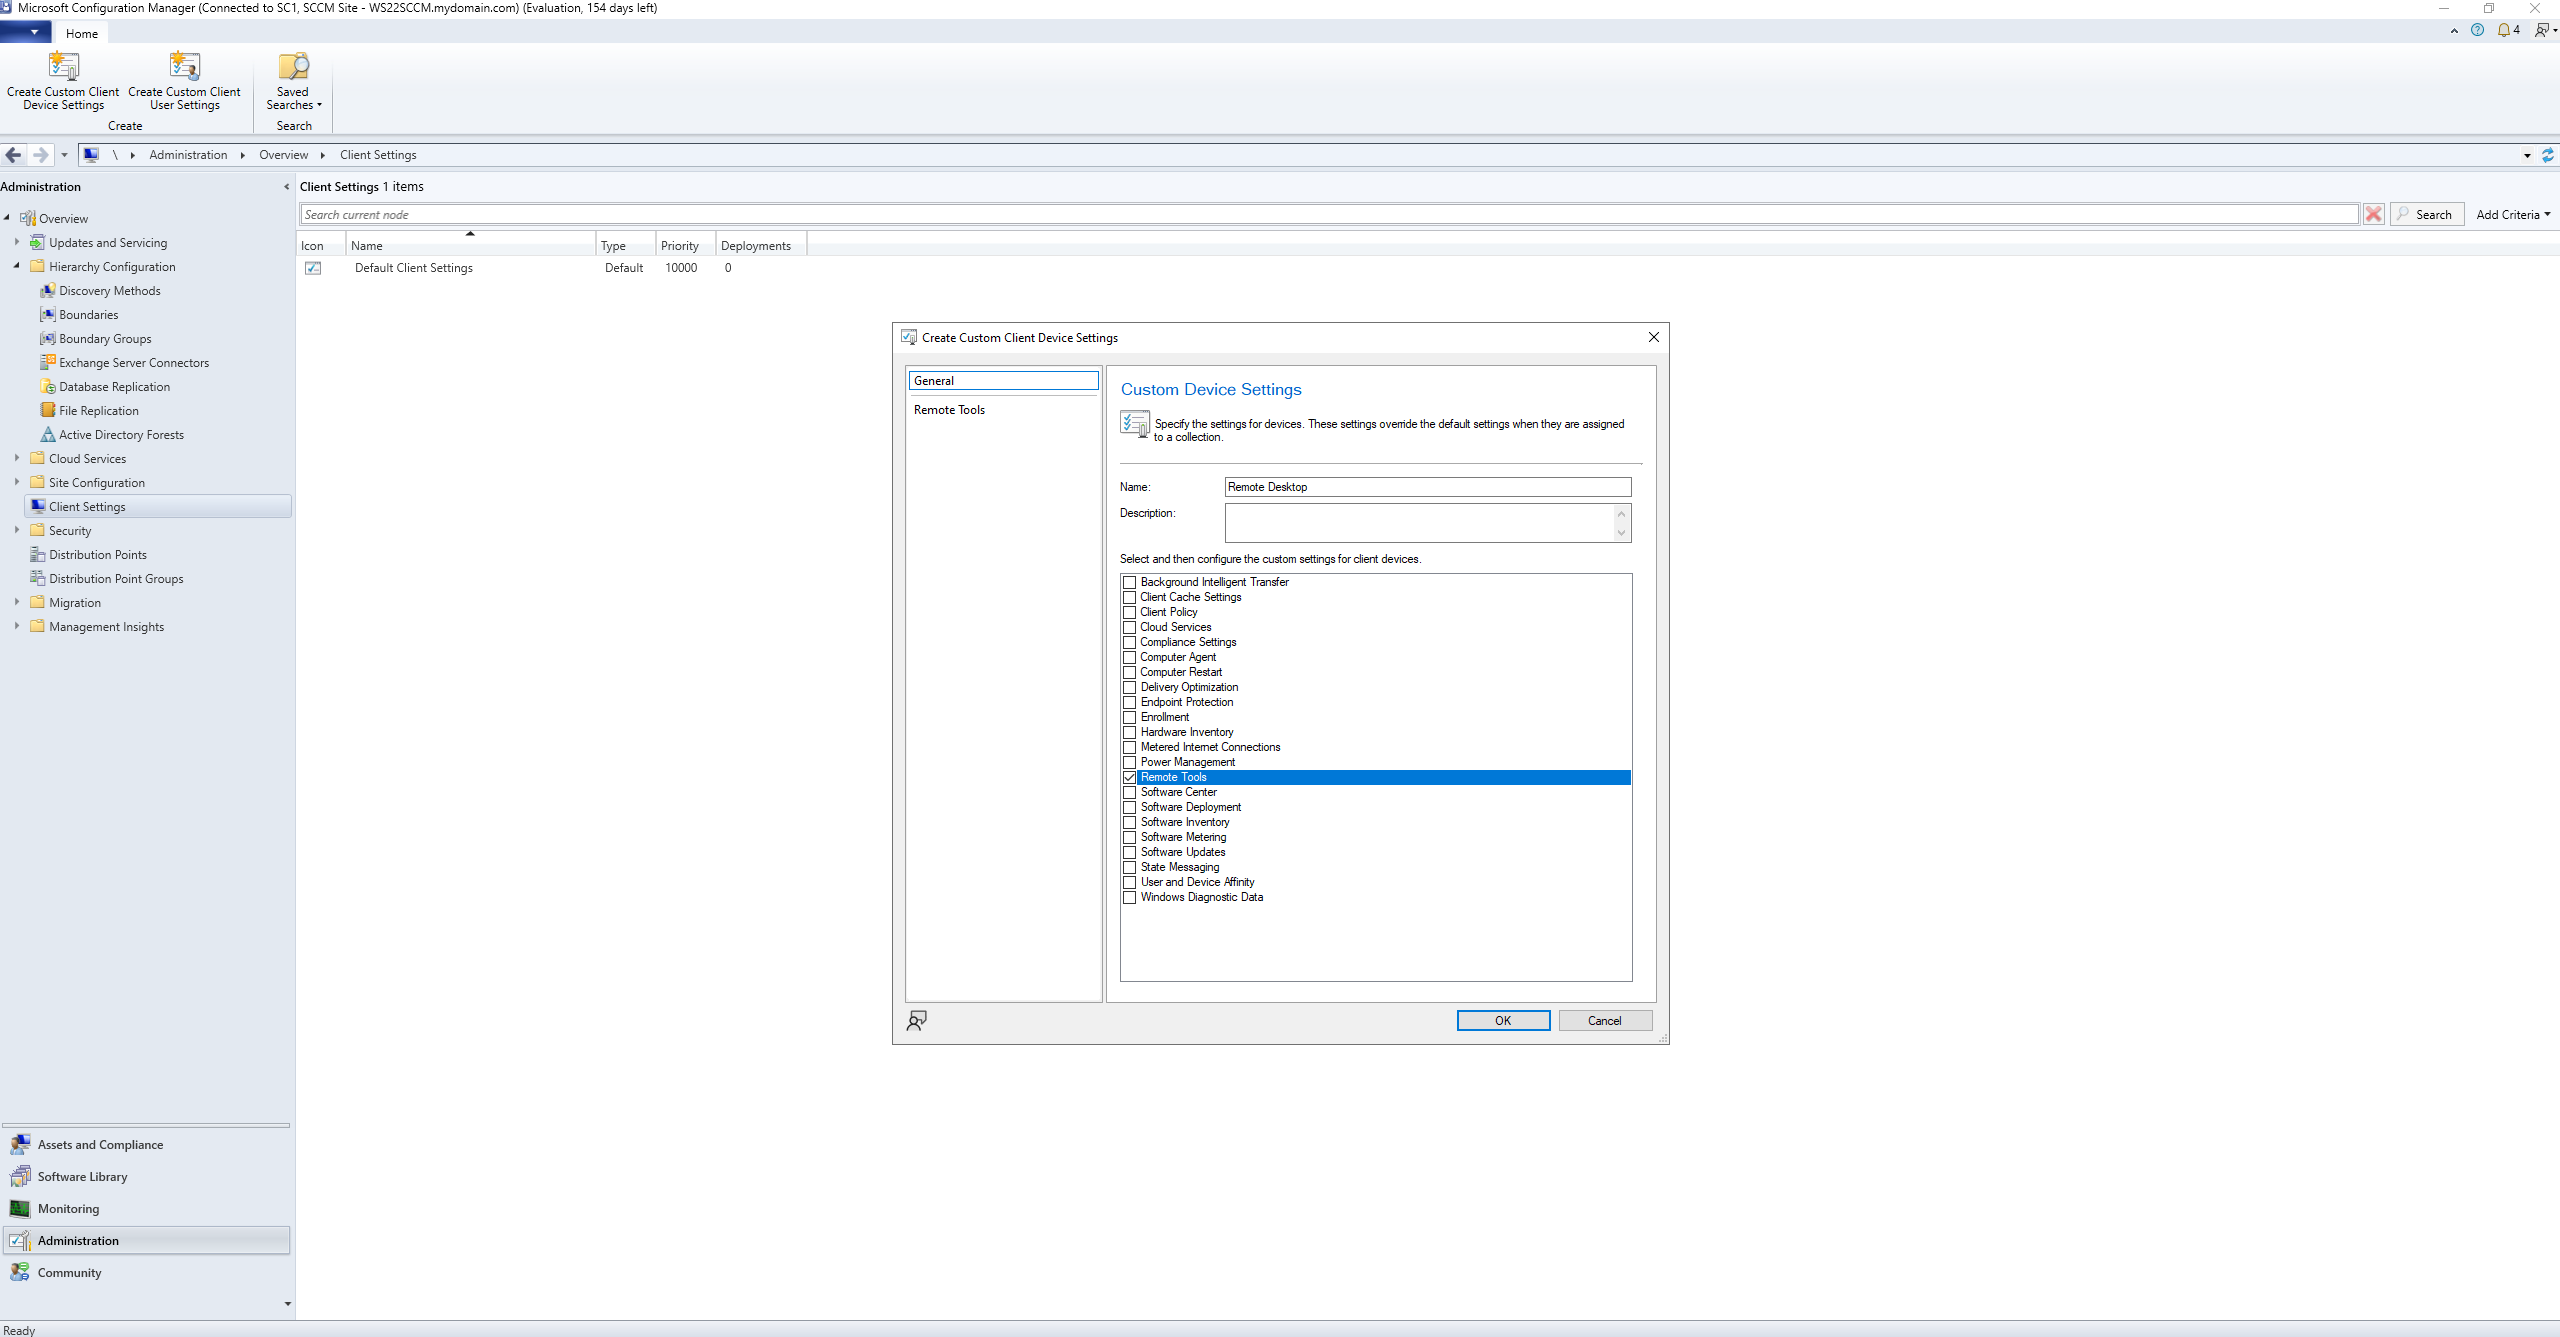 Microsoft Configuration Manager (Connected to SC1, SCCM Site - WS22SCCM.mydomain.com) (Evaluation, 154 days left)
Home
4
Create Custom Client
Device Settings
Create Custom Client
User Settings
Saved
Searches
Create
Search
\ Administration Overview Client Settings
Administration
Overview
Updates and Servicing
Hierarchy Configuration
Discovery Methods
Boundaries
Boundary Groups
Exchange Server Connectors
Database Replication
File Replication
Active Directory Forests
Cloud Services
Site Configuration
Client Settings
Security
Distribution Points
Distribution Point Groups
Migration
Management Insights
Assets and Compliance
Software Library
Monitoring
Administration
Community
Client Settings 1 items
Search current node
Search
Add Criteria
Icon Name Type Priority Deployments
Default Client Settings Default 10000 0
Create Custom Client Device Settings
General
Remote Tools
Custom Device Settings
Specify the settings for devices. These settings override the default settings when they are assigned
to a collection.
Name: Remote Desktop
Description:
Select and then configure the custom settings for client devices.
Background Intelligent Transfer
Client Cache Settings
Client Policy
Cloud Services
Compliance Settings
Computer Agent
Computer Restart
Delivery Optimization
Endpoint Protection
Enrollment
Hardware Inventory
Metered Internet Connections
Power Management
Remote Tools
Software Center
Software Deployment
Software Inventory
Software Metering
Software Updates
State Messaging
User and Device Affinity
Windows Diagnostic Data
OK
Cancel
Ready